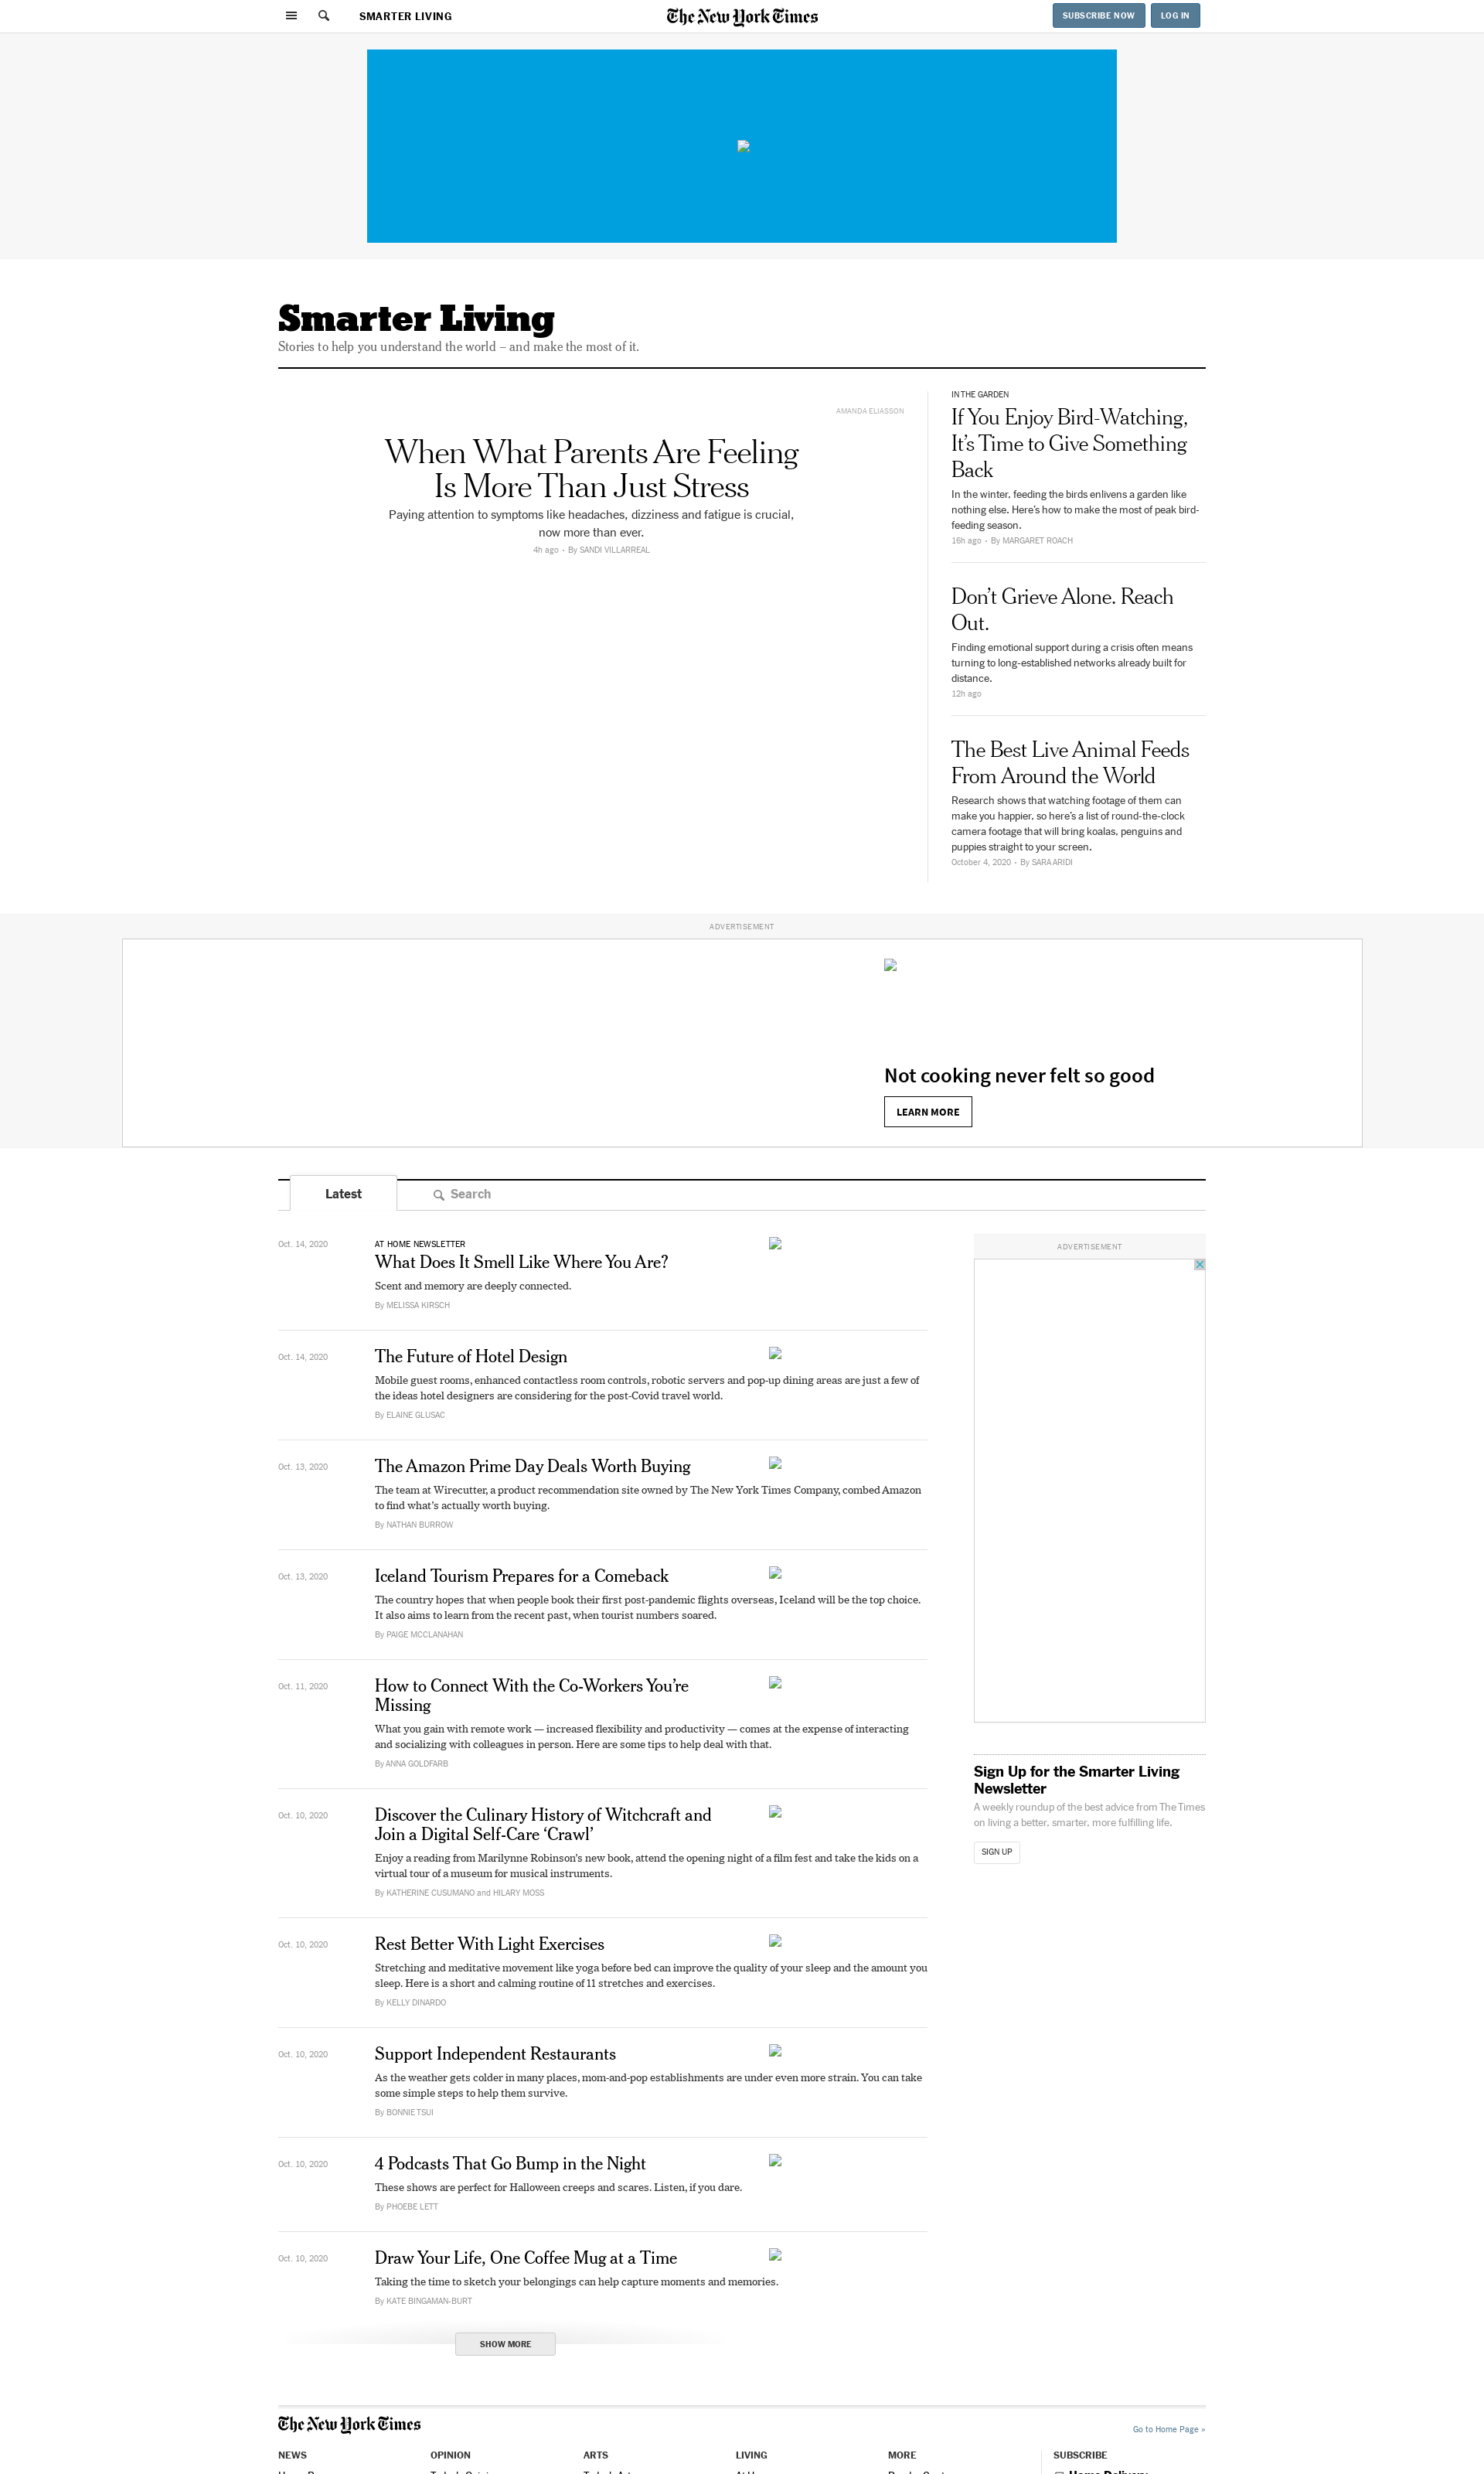 SMARTER LIVING
The New York Times
SUBSCRIBE NOW
LOG IN
Smarter Living
Stories to help you understand the world – and make the most of it.
AMANDA ELIASSON
When What Parents Are Feeling
Is More Than Just Stress
Paying attention to symptoms like headaches, dizziness and fatigue is crucial,
now more than ever.
4h ago • By SANDI VILLARREAL
IN THE GARDEN
If You Enjoy Bird-Watching,
It’s Time to Give Something
Back
In the winter, feeding the birds enlivens a garden like
nothing else. Here’s how to make the most of peak bird-
feeding season.
16h ago • By MARGARET ROACH
Don’t Grieve Alone. Reach
Out.
Finding emotional support during a crisis often means
turning to long-established networks already built for
distance.
12h ago
The Best Live Animal Feeds
From Around the World
Research shows that watching footage of them can
make you happier, so here’s a list of round-the-clock
camera footage that will bring koalas, penguins and
puppies straight to your screen.
October 4, 2020 • By SARA ARIDI
ADVERTISEMENT
Not cooking never felt so good
LEARN MORE
Latest
Search
Oct. 14, 2020
AT HOME NEWSLETTER
What Does It Smell Like Where You Are?
Scent and memory are deeply connected.
By MELISSA KIRSCH
Oct. 14, 2020
The Future of Hotel Design
Mobile guest rooms, enhanced contactless room controls, robotic servers and pop-up dining areas are just a few of
the ideas hotel designers are considering for the post-Covid travel world.
By ELAINE GLUSAC
Oct. 13, 2020
The Amazon Prime Day Deals Worth Buying
The team at Wirecutter, a product recommendation site owned by The New York Times Company, combed Amazon
to find what’s actually worth buying.
By NATHAN BURROW
Oct. 13, 2020
Iceland Tourism Prepares for a Comeback
The country hopes that when people book their first post-pandemic flights overseas, Iceland will be the top choice.
It also aims to learn from the recent past, when tourist numbers soared.
By PAIGE MCCLANAHAN
Oct. 11, 2020
How to Connect With the Co-Workers You’re
Missing
What you gain with remote work — increased flexibility and productivity — comes at the expense of interacting
and socializing with colleagues in person. Here are some tips to help deal with that.
By ANNA GOLDFARB
Oct. 10, 2020
Discover the Culinary History of Witchcraft and
Join a Digital Self-Care ‘Crawl’
Enjoy a reading from Marilynne Robinson’s new book, attend the opening night of a film fest and take the kids on a
virtual tour of a museum for musical instruments.
By KATHERINE CUSUMANO and HILARY MOSS
Oct. 10, 2020
Rest Better With Light Exercises
Stretching and meditative movement like yoga before bed can improve the quality of your sleep and the amount you
sleep. Here is a short and calming routine of 11 stretches and exercises.
By KELLY DINARDO
Oct. 10, 2020
Support Independent Restaurants
As the weather gets colder in many places, mom-and-pop establishments are under even more strain. You can take
some simple steps to help them survive.
By BONNIE TSUI
Oct. 10, 2020
4 Podcasts That Go Bump in the Night
These shows are perfect for Halloween creeps and scares. Listen, if you dare.
By PHOEBE LETT
Oct. 10, 2020
Draw Your Life, One Coffee Mug at a Time
Taking the time to sketch your belongings can help capture moments and memories.
By KATE BINGAMAN-BURT
SHOW MORE
ADVERTISEMENT
Sign Up for the Smarter Living
Newsletter
A weekly roundup of the best advice from The Times
on living a better, smarter, more fulfilling life.
SIGN UP
The New York Times
Go to Home Page »
NEWS
OPINION
ARTS
LIVING
MORE
SUBSCRIBE